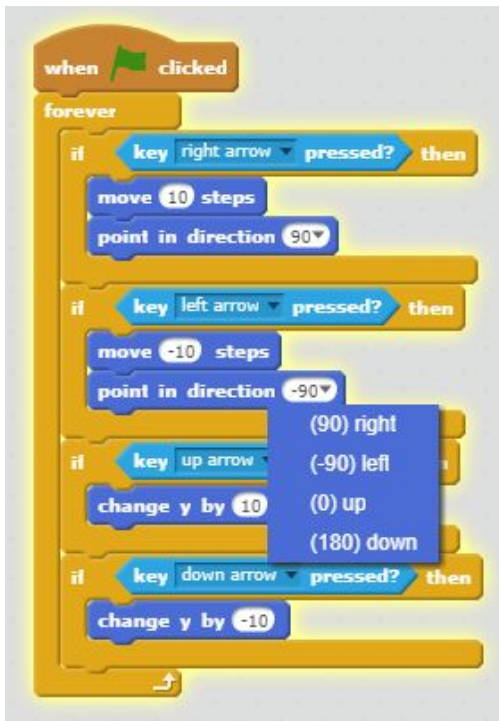 when clicked
forever
if key right arrow pressed? then
move 10 steps
point in direction 90
if key left arrow pressed? then
move -10 steps
point in direction -90
(90) right
if key up arrow
(-90) left
change y by 10
(0) up
(180) down
if key down arrow pressed? then
change y by -10